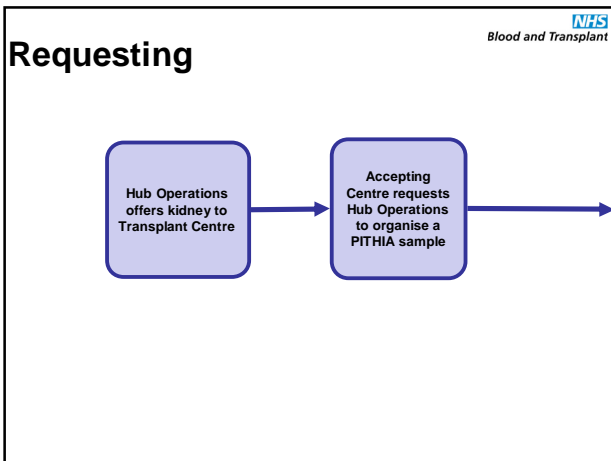 NHS
Blood and Transplant
Requesting
Hub Operations
offers kidney to
Transplant Centre
Accepting
Centre requests
Hub Operations
to organise a
PITHIA sample